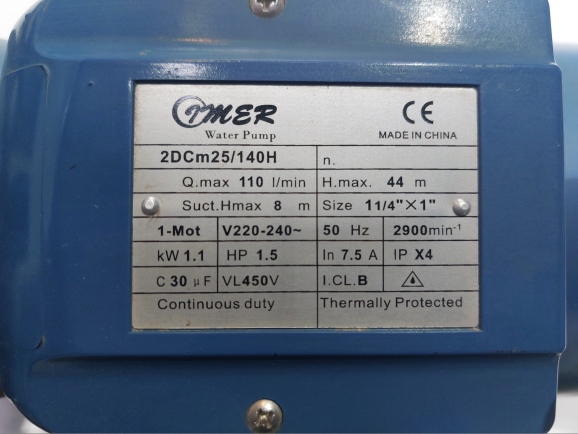 CIMER CE
Water Pump MADE IN CHINA
2DCm25/140H n.
Q.max 110 l/min H.max. 44 m
Suct.Hmax 8 m Size 11/4"×1"
1-Mot V220-240~ 50 Hz 2900min⁻¹
kW 1.1 HP 1.5 In 7.5 A IP X4
C 30 µF VL450V I.CL.B
Continuous duty Thermally Protected